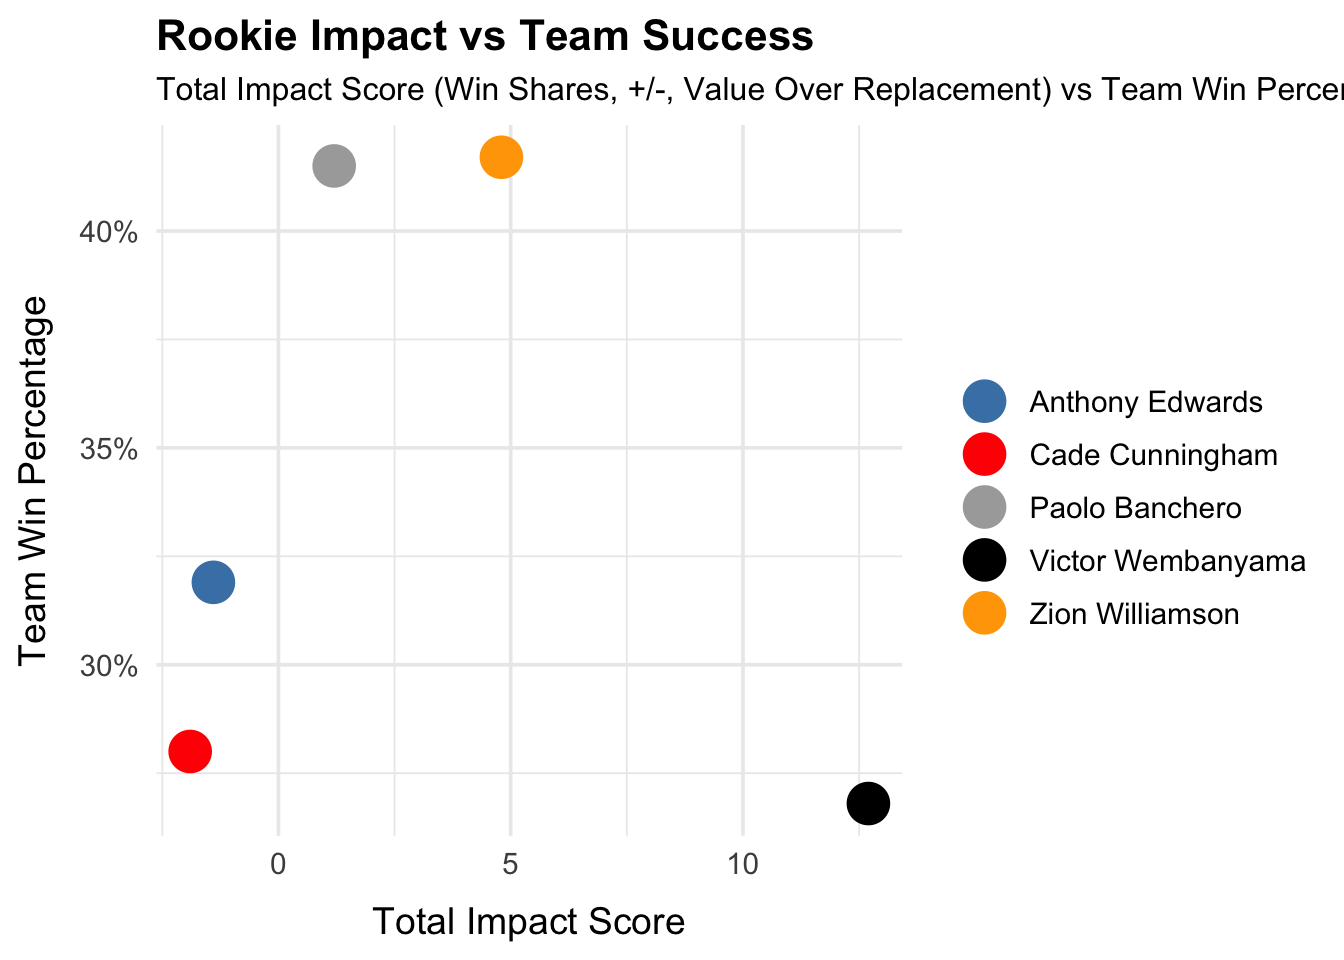 Rookie Impact vs Team Success
Total Impact Score (Win Shares, +/-, Value Over Replacement) vs Team Win
40%
35%
30%
Team Win Percentage
0 5 10
Total Impact Score
Anthony Edwards
Cade Cunningham
Paolo Banchero
Victor Wembanyama
Zion Williamson